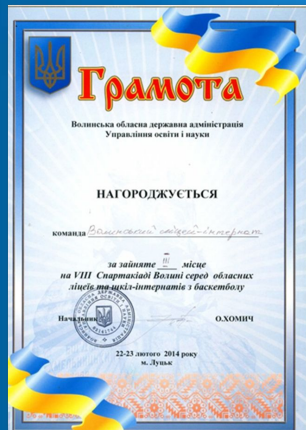 Грамота
Волинська обласна державна адміністрація
Управління освіти і науки
НАГОРОДЖУЄТЬСЯ
команда Волинський ліцей-інтернат
за зайняте III місце
на VIII Спартакіаді Волині серед обласних
ліцеїв та шкіл-інтернатів з баскетболу
Начальник О.ХОМИЧ
22-23 лютого 2014 року
м. Луцьк